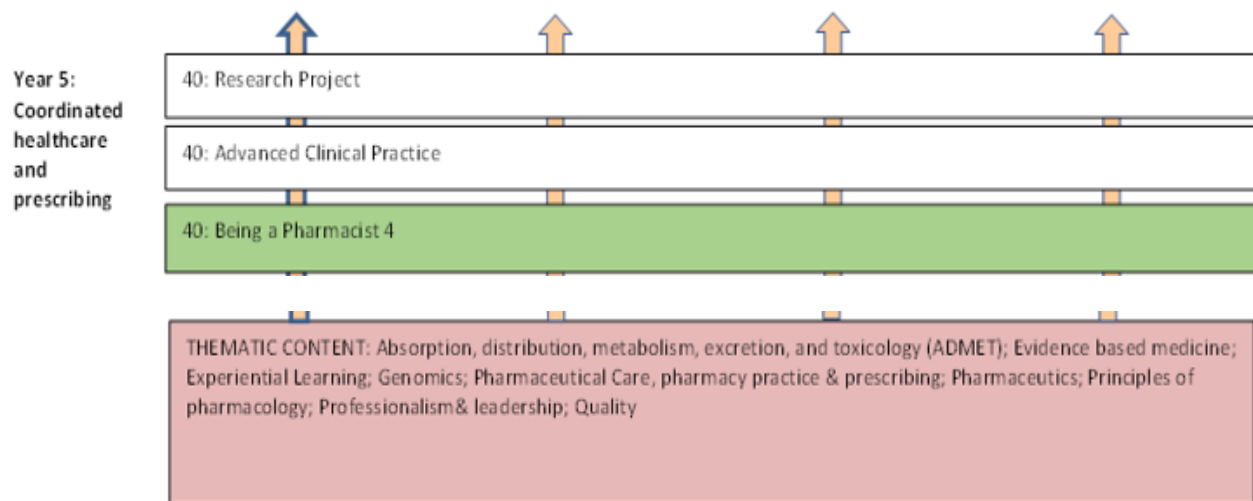 Year 5:
Coordinated
healthcare
and
prescribing
40: Research Project
40: Advanced Clinical Practice
40: Being a Pharmacist 4
THEMATIC CONTENT: Absorption, distribution, metabolism, excretion, and toxicology (ADMET); Evidence based medicine;
Experiential Learning; Genomics; Pharmaceutical Care, pharmacy practice & prescribing; Pharmaceutics; Principles of
pharmacology; Professionalism& leadership; Quality